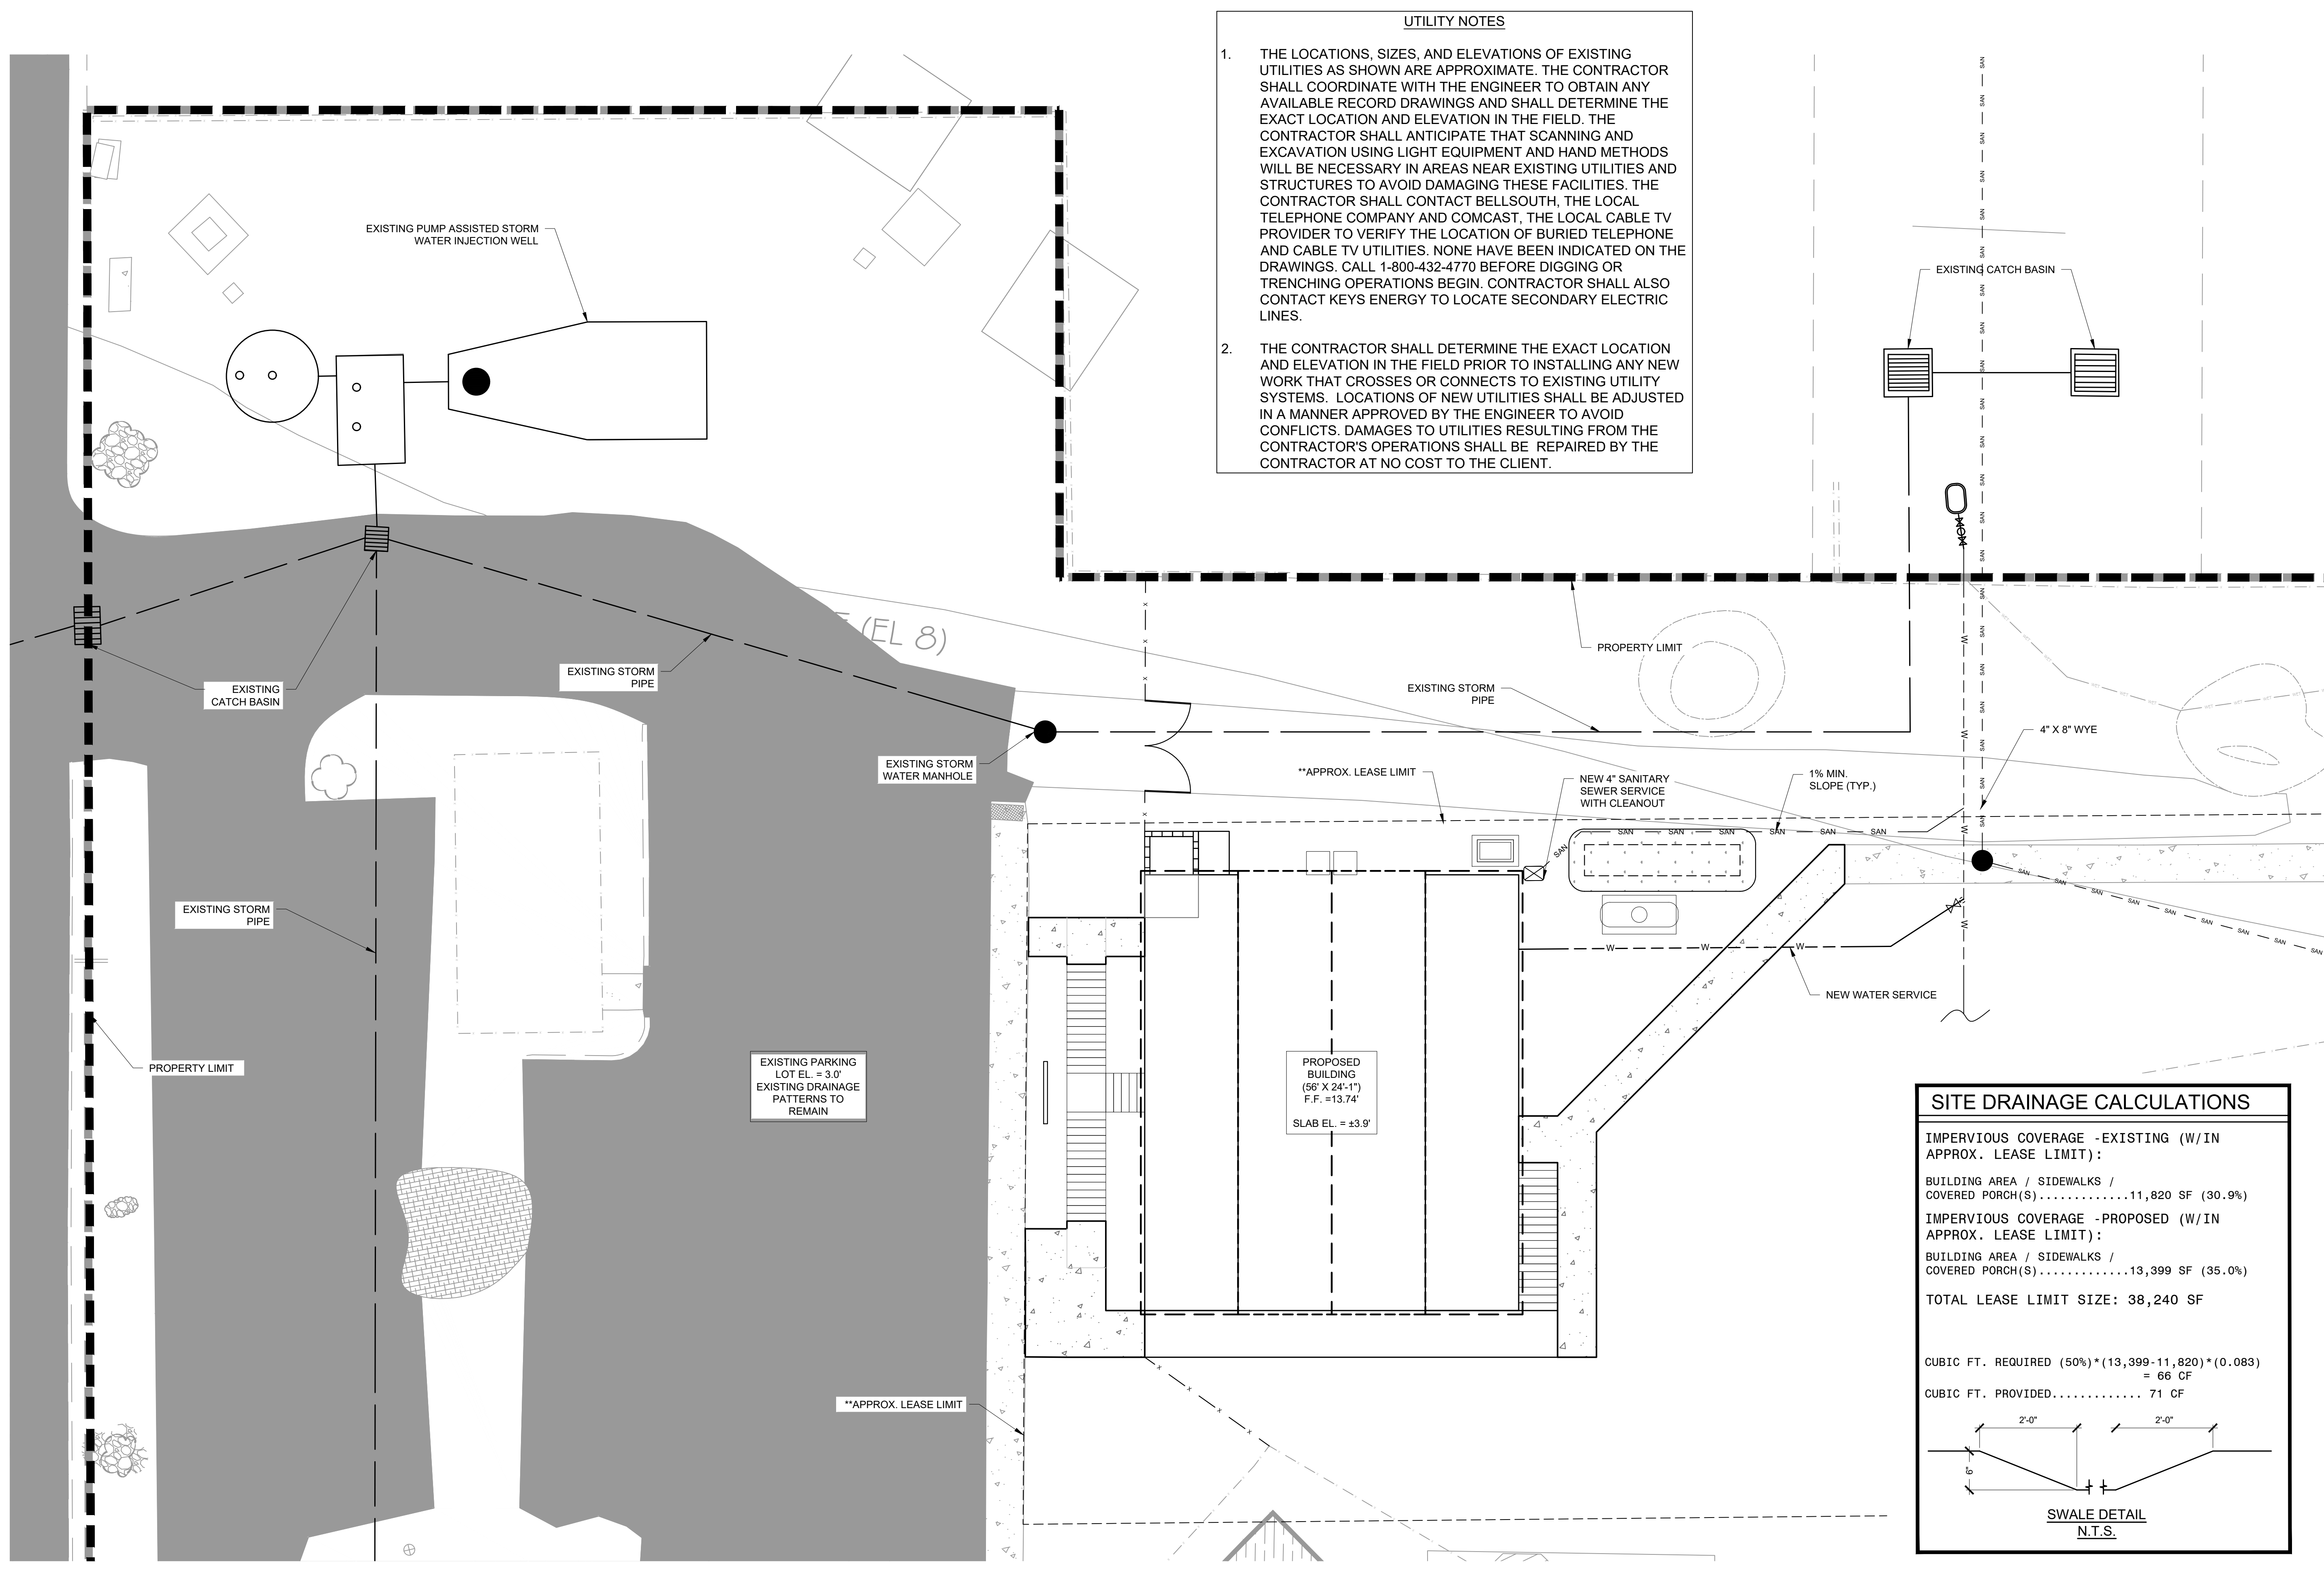 UTILITY NOTES
1. THE LOCATIONS, SIZES, AND ELEVATIONS OF EXISTING
UTILITIES AS SHOWN ARE APPROXIMATE. THE CONTRACTOR
SHALL COORDINATE WITH THE ENGINEER TO OBTAIN ANY
AVAILABLE RECORD DRAWINGS AND SHALL DETERMINE THE
EXACT LOCATION AND ELEVATION IN THE FIELD. THE
CONTRACTOR SHALL ANTICIPATE THAT SCANNING AND
EXCAVATION USING LIGHT EQUIPMENT AND HAND METHODS
WILL BE NECESSARY IN AREAS NEAR EXISTING UTILITIES AND
STRUCTURES TO AVOID DAMAGING THESE FACILITIES. THE
CONTRACTOR SHALL CONTACT BELLSOUTH, THE LOCAL
TELEPHONE COMPANY AND COMCAST, THE LOCAL CABLE TV
PROVIDER TO VERIFY THE LOCATION OF BURIED TELEPHONE
AND CABLE TV UTILITIES. NONE HAVE BEEN INDICATED ON THE
DRAWINGS. CALL 1-800-432-4770 BEFORE DIGGING OR
TRENCHING OPERATIONS BEGIN. CONTRACTOR SHALL ALSO
CONTACT KEYS ENERGY TO LOCATE SECONDARY ELECTRIC
LINES.
2. THE CONTRACTOR SHALL DETERMINE THE EXACT LOCATION
AND ELEVATION IN THE FIELD PRIOR TO INSTALLING ANY NEW
WORK THAT CROSSES OR CONNECTS TO EXISTING UTILITY
SYSTEMS. LOCATIONS OF NEW UTILITIES SHALL BE ADJUSTED
IN A MANNER APPROVED BY THE ENGINEER TO AVOID
CONFLICTS. DAMAGES TO UTILITIES RESULTING FROM THE
CONTRACTOR'S OPERATIONS SHALL BE REPAIRED BY THE
CONTRACTOR AT NO COST TO THE CLIENT.
EXISTING PUMP ASSISTED STORM
WATER INJECTION WELL
EXISTING CATCH BASIN
(EL 8)
PROPERTY LIMIT
EXISTING STORM
PIPE
EXISTING
CATCH BASIN
EXISTING STORM
PIPE
4" X 8" WYE
EXISTING STORM
WATER MANHOLE
**APPROX. LEASE LIMIT
NEW 4" SANITARY
SEWER SERVICE
WITH CLEANOUT
1% MIN.
SLOPE (TYP.)
SAN SAN SAN SAN SAN SAN
SAN
EXISTING STORM
PIPE
W W W
NEW WATER SERVICE
PROPERTY LIMIT
EXISTING PARKING
LOT EL. = 3.0'
EXISTING DRAINAGE
PATTERNS TO
REMAIN
PROPOSED
BUILDING
(56' X 24'-1")
F.F. =13.74'
SLAB EL. = ±3.9'
**APPROX. LEASE LIMIT
SITE DRAINAGE CALCULATIONS
IMPERVIOUS COVERAGE -EXISTING (W/IN
APPROX. LEASE LIMIT):
BUILDING AREA / SIDEWALKS /
COVERED PORCH(S).............11,820 SF (30.9%)
IMPERVIOUS COVERAGE -PROPOSED (W/IN
APPROX. LEASE LIMIT):
BUILDING AREA / SIDEWALKS /
COVERED PORCH(S).............13,399 SF (35.0%)
TOTAL LEASE LIMIT SIZE: 38,240 SF
CUBIC FT. REQUIRED (50%)*(13,399-11,820)*(0.083)
= 66 CF
CUBIC FT. PROVIDED............. 71 CF
2'-0" 2'-0"
6"
SWALE DETAIL
N.T.S.